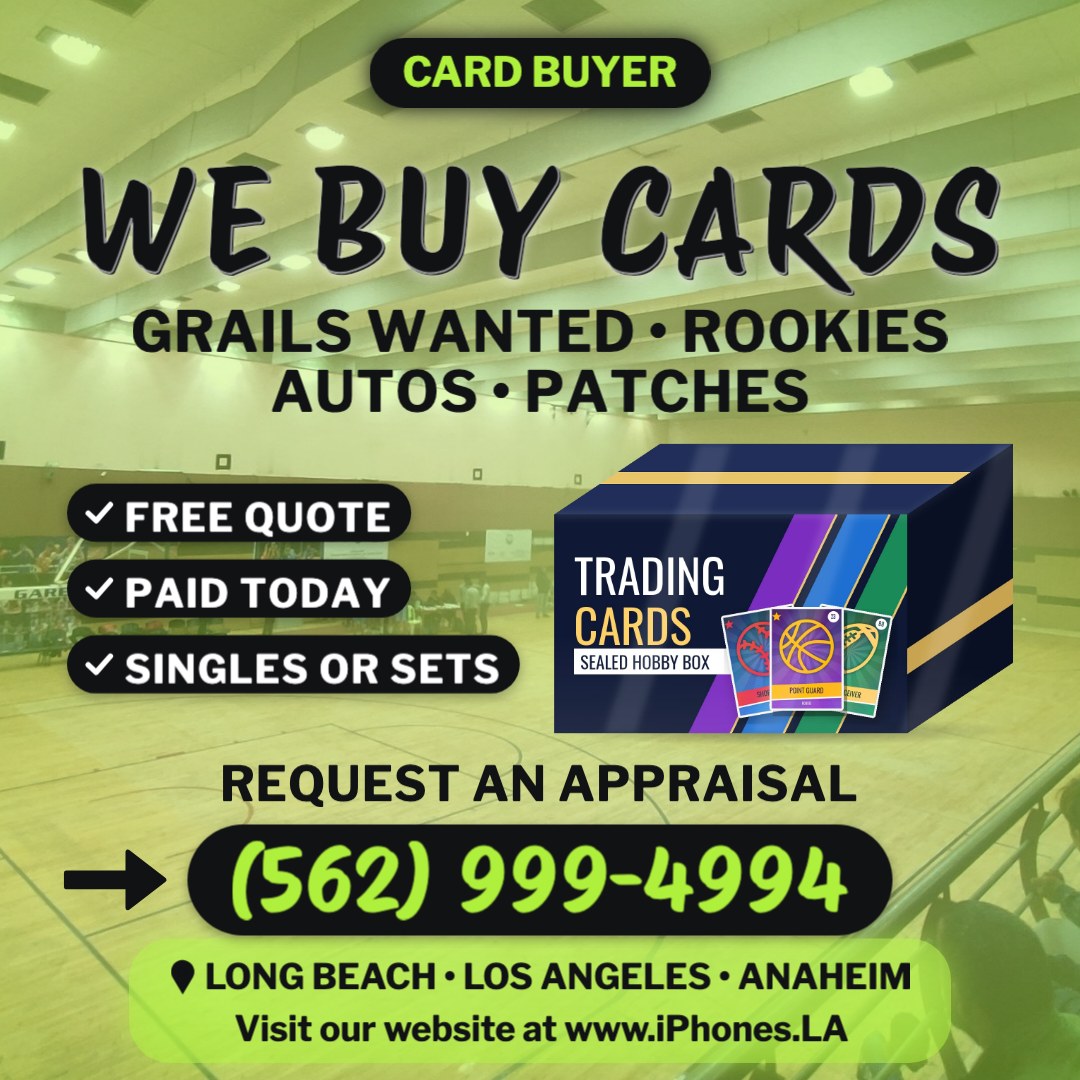 CARD BUYER
WE BUY CARDS
GRAILS WANTED • ROOKIES
AUTOS • PATCHES
✓ FREE QUOTE
✓ PAID TODAY
✓ SINGLES OR SETS
TRADING
CARDS
SEALED HOBBY BOX
POINT GUARD
REQUEST AN APPRAISAL
(562) 999-4994
LONG BEACH • LOS ANGELES • ANAHEIM
Visit our website at www.iPhones.LA